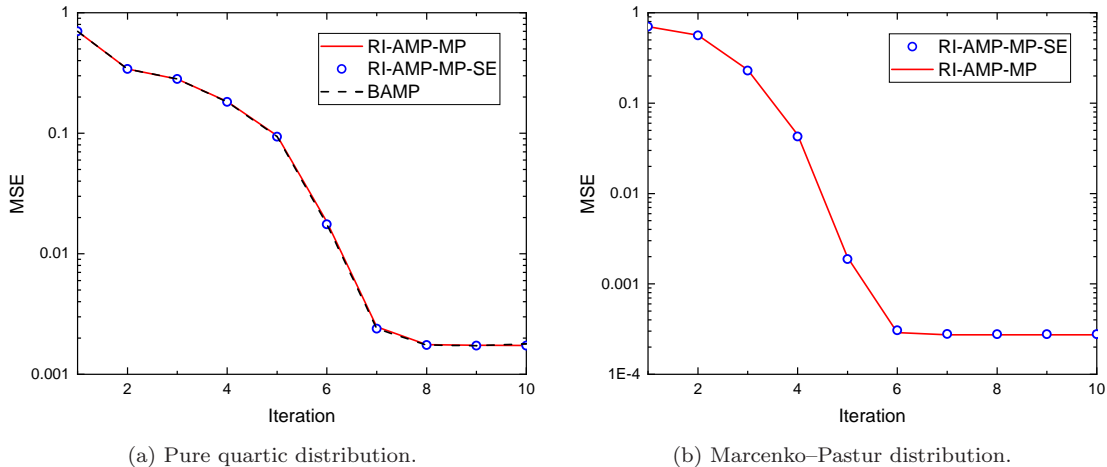 1
0.1
0.01
0.001
MSE
2
4
6
8
10
Iteration
RI-AMP-MP
RI-AMP-MP-SE
BAMP
(a) Pure quartic distribution.
1
0.1
0.01
0.001
1E-4
MSE
2
4
6
8
10
Iteration
RI-AMP-MP-SE
RI-AMP-MP
(b) Marcenko–Pastur distribution.